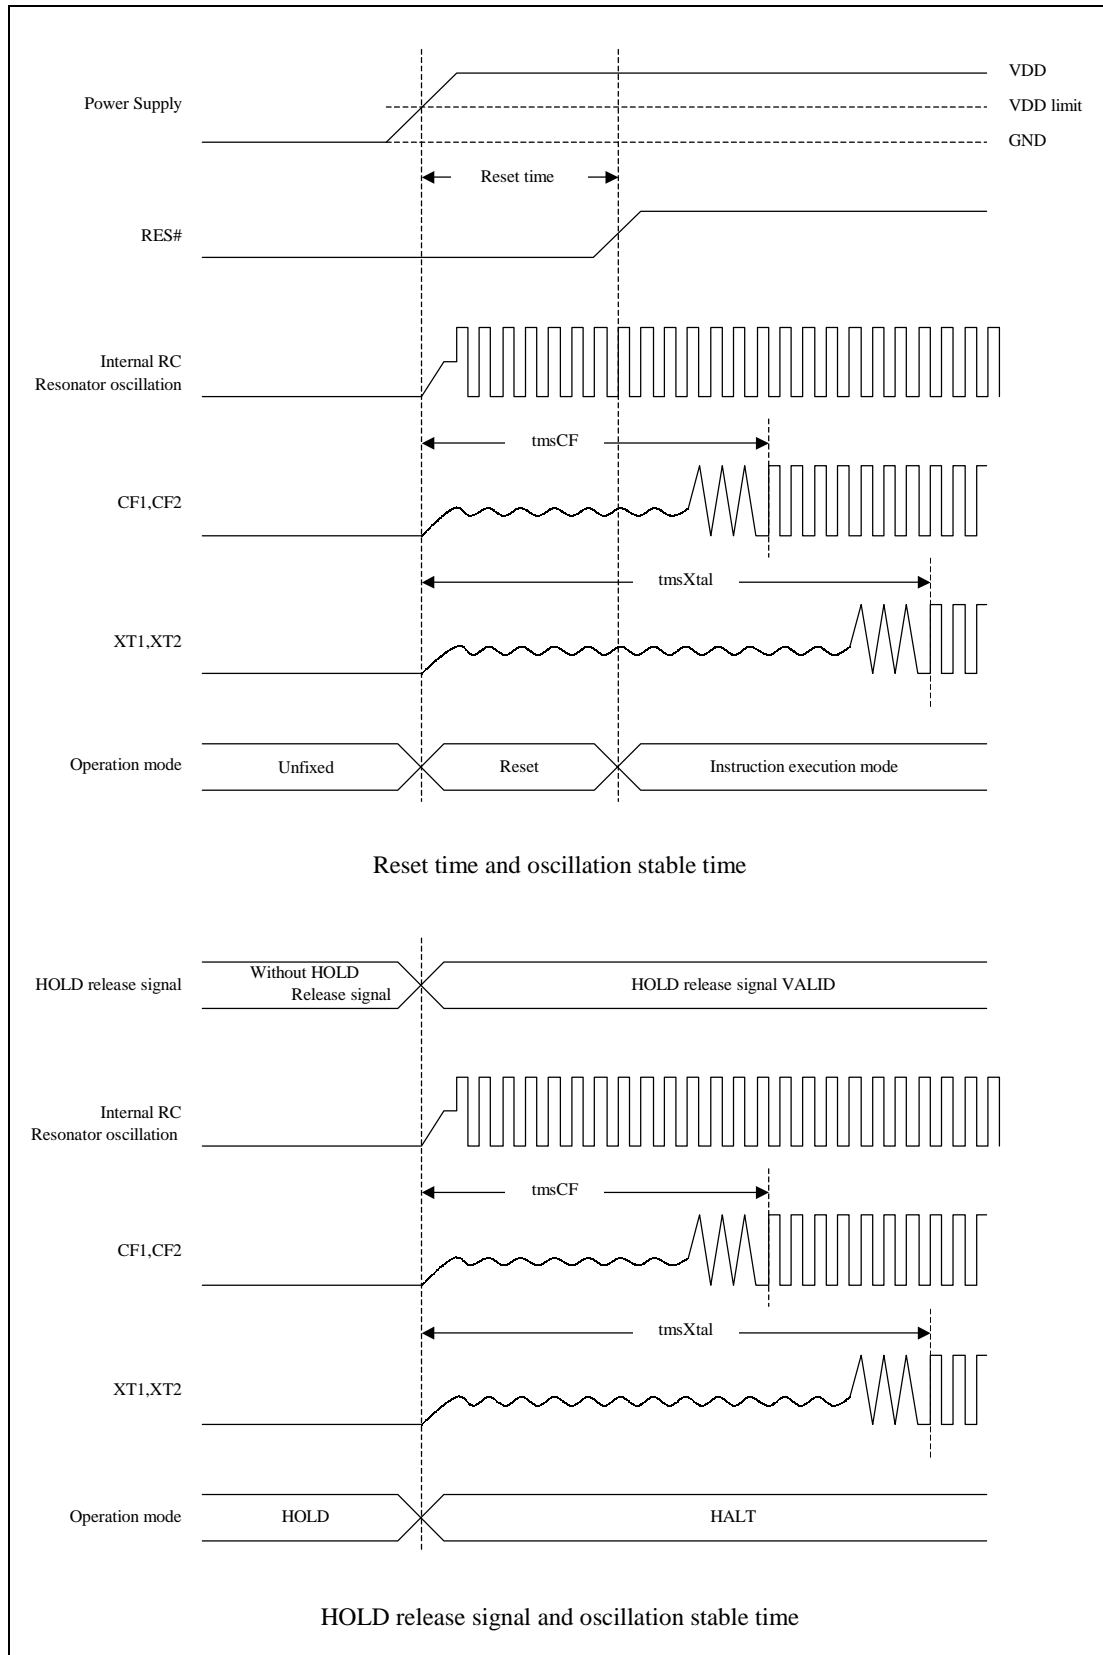 VDD
Power Supply
VDD limit
GND
Reset time
RES#
Internal RC
Resonator oscillation
tmsCF
CF1,CF2
tmsXtal
XT1,XT2
Operation mode
Unfixed
Reset
Instruction execution mode
Reset time and oscillation stable time
HOLD release signal
Without HOLD
Release signal
HOLD release signal VALID
Internal RC
Resonator oscillation
tmsCF
CF1,CF2
tmsXtal
XT1,XT2
Operation mode
HOLD
HALT
HOLD release signal and oscillation stable time